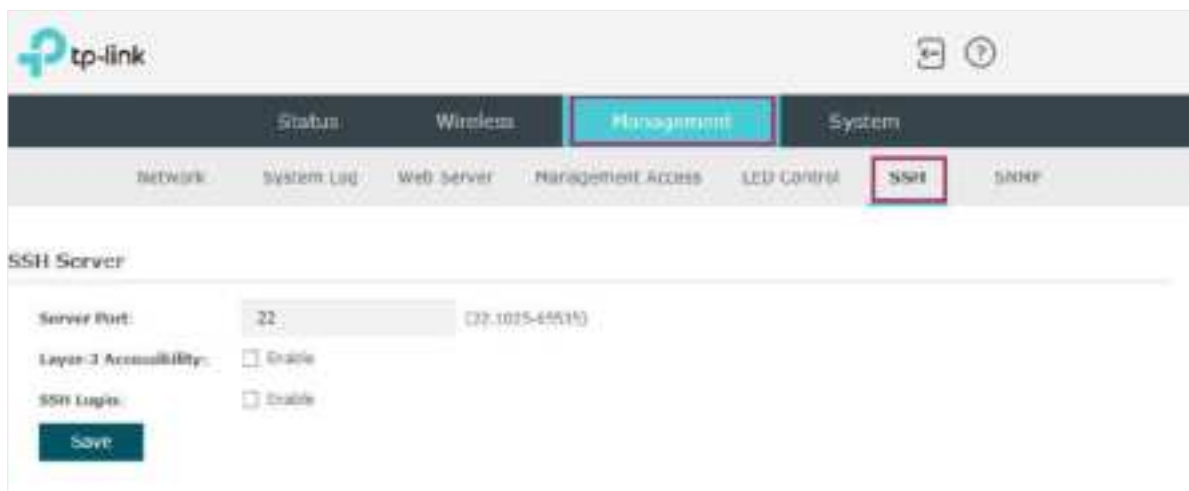 tp-link
Status Wireless Management System
Network System Log Web Server Management Access LED Control SSH SNMP
SSH Server
Server Port: 22 (22.1025-65535)
Layer-3 Accessibility: Enable
SSH Login: Enable
Save